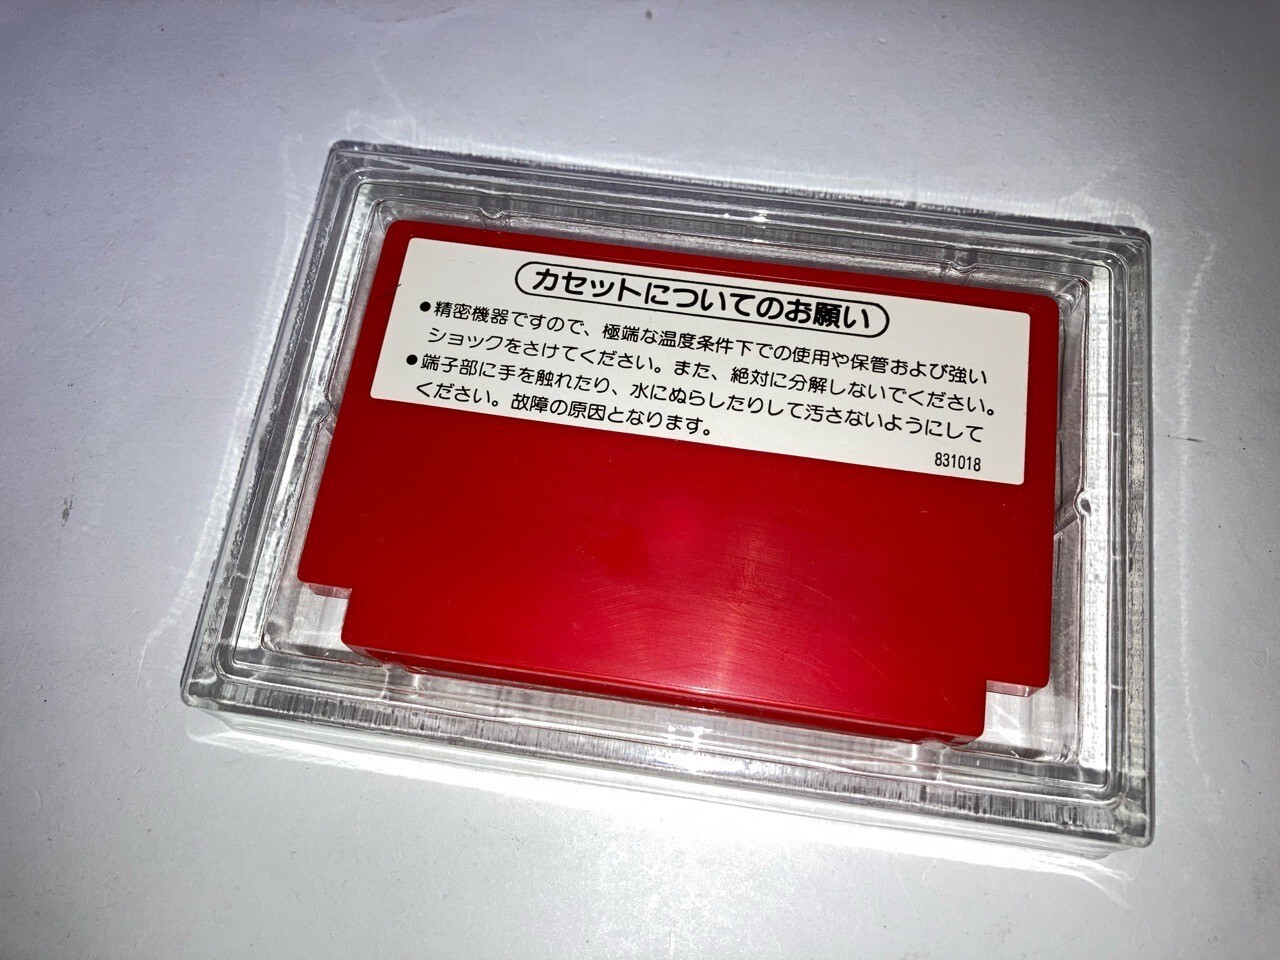 カセットについてのお願い
●精密機器ですので、極端な温度条件下での使用や保管および強い
ショックをさけてください。また、絶対に分解しないでください。
●端子部に手を触れたり、水にぬらしたりして汚さないようにして
ください。故障の原因となります。
831018